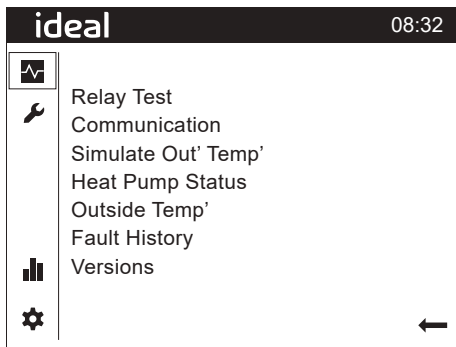 ideal 08:32
Relay Test
Communication
Simulate Out' Temp'
Heat Pump Status
Outside Temp'
Fault History
Versions